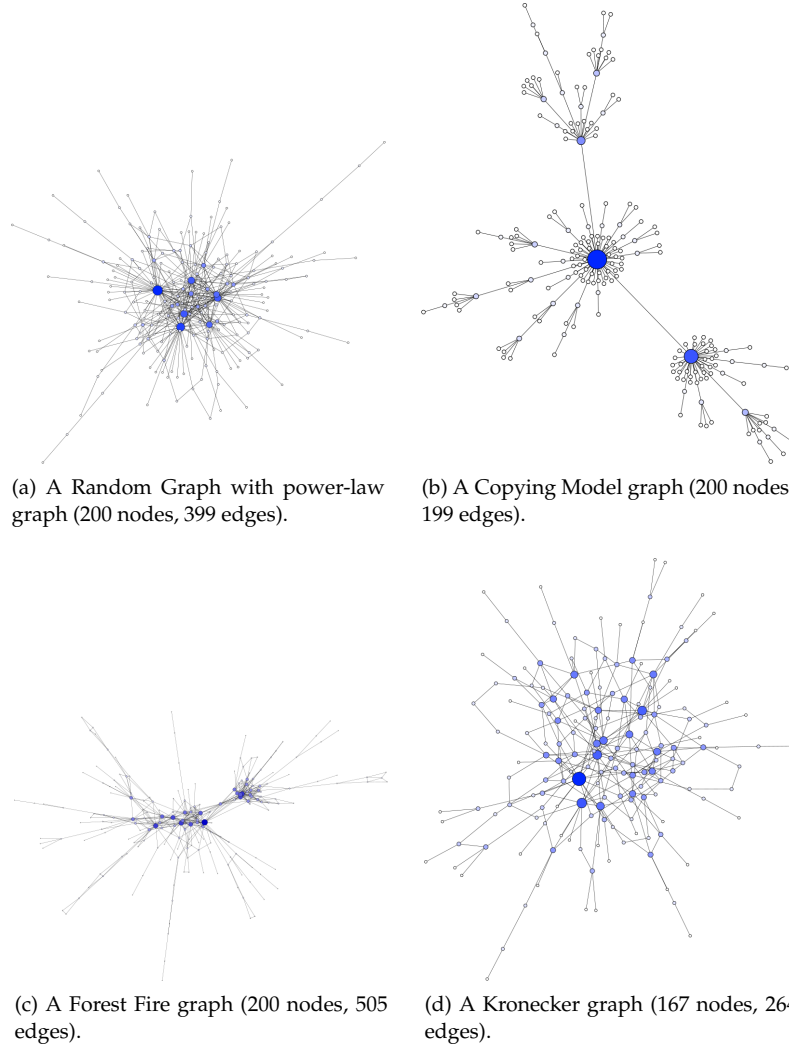 (a) A Random Graph with power-law
graph (200 nodes, 399 edges).
(b) A Copying Model graph (200 nodes
199 edges).
(c) A Forest Fire graph (200 nodes, 505
edges).
(d) A Kronecker graph (167 nodes,
edges).